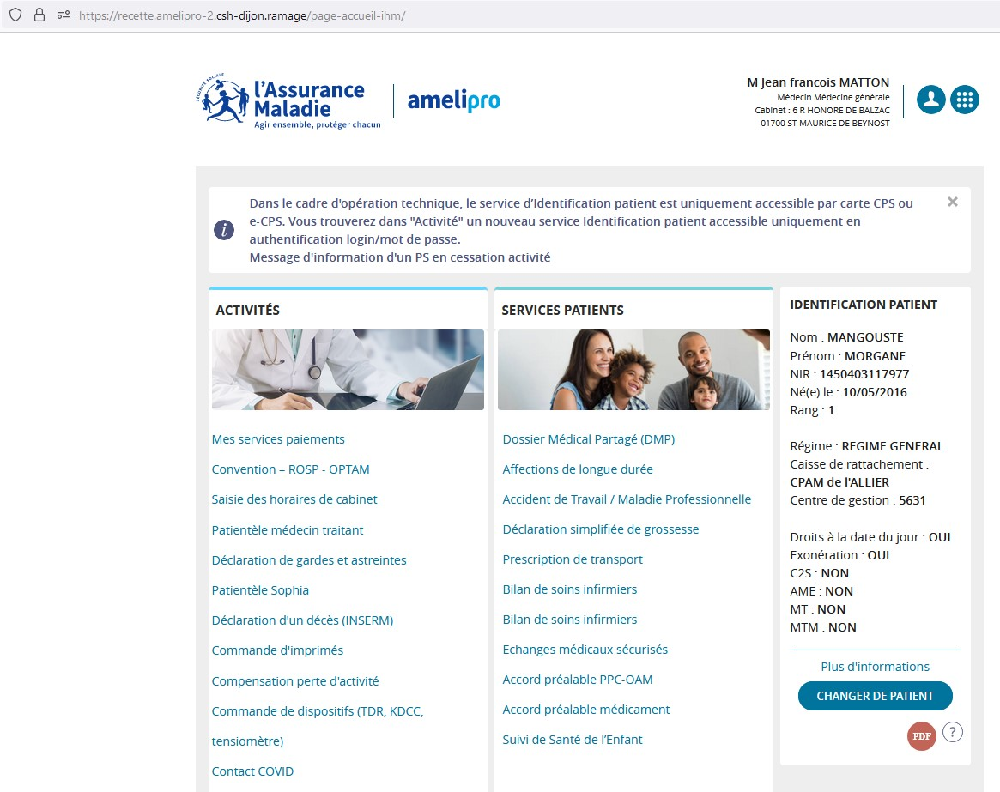 https://recette.amelipro-2.csh-dijon.ramage/page-accueil-ihm/
SÉCURITÉ SOCIALE
l'Assurance
Maladie
Agir ensemble, protéger chacun
amelipro
M Jean francois MATTON
Médecin Médecine générale
Cabinet : 6 R HONORE DE BALZAC
01700 ST MAURICE DE BEYNOST
Dans le cadre d'opération technique, le service d’Identification patient est uniquement accessible par carte CPS ou
e-CPS. Vous trouverez dans "Activité" un nouveau service Identification patient accessible uniquement en
authentification login/mot de passe.
Message d'information d'un PS en cessation activité
ACTIVITÉS
Mes services paiements
Convention – ROSP - OPTAM
Saisie des horaires de cabinet
Patientèle médecin traitant
Déclaration de gardes et astreintes
Patientèle Sophia
Déclaration d'un décès (INSERM)
Commande d'imprimés
Compensation perte d'activité
Commande de dispositifs (TDR, KDCC,
tensiomètre)
Contact COVID
SERVICES PATIENTS
Dossier Médical Partagé (DMP)
Affections de longue durée
Accident de Travail / Maladie Professionnelle
Déclaration simplifiée de grossesse
Prescription de transport
Bilan de soins infirmiers
Bilan de soins infirmiers
Echanges médicaux sécurisés
Accord préalable PPC-OAM
Accord préalable médicament
Suivi de Santé de l’Enfant
IDENTIFICATION PATIENT
Nom : MANGOUSTE
Prénom : MORGANE
NIR : 1450403117977
Né(e) le : 10/05/2016
Rang : 1
Régime : REGIME GENERAL
Caisse de rattachement :
CPAM de l'ALLIER
Centre de gestion : 5631
Droits à la date du jour : OUI
Exonération : OUI
C2S : NON
AME : NON
MT : NON
MTM : NON
Plus d'informations
CHANGER DE PATIENT
PDF
?